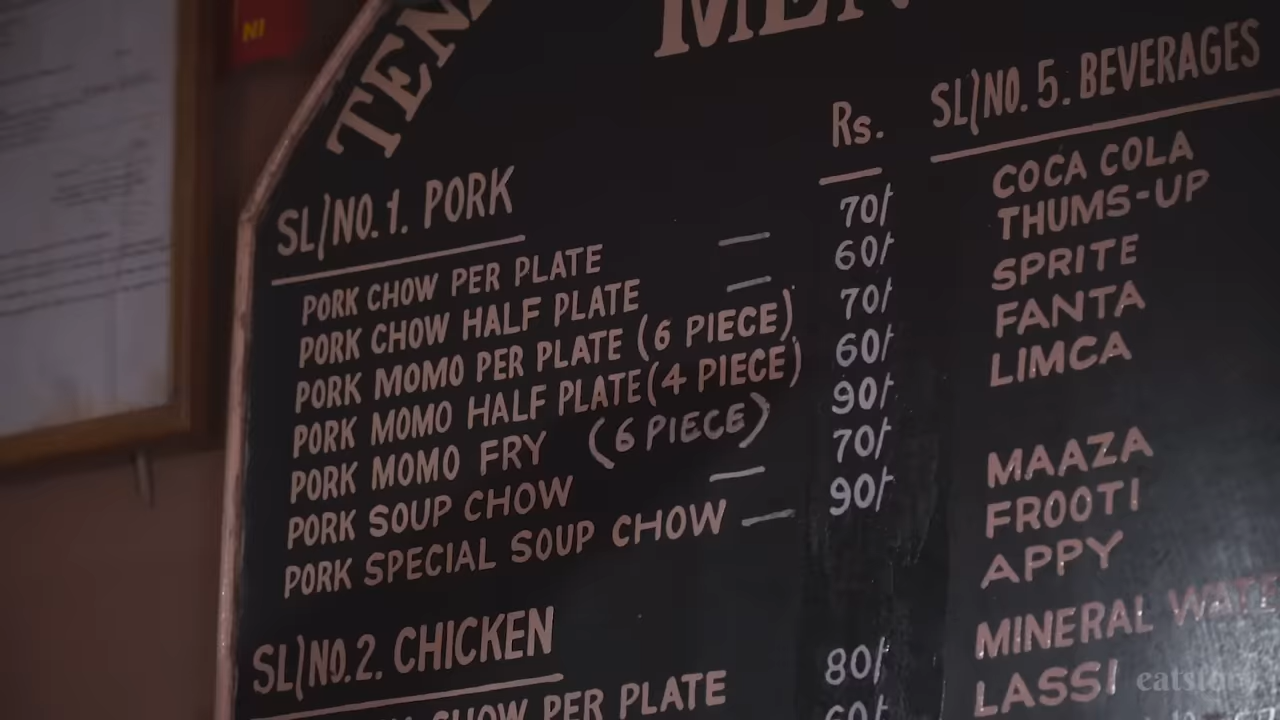 NI
TEN
MEN
Rs.
SL/NO. 1. PORK
PORK CHOW PER PLATE — 70/-
PORK CHOW HALF PLATE — 60/-
PORK MOMO PER PLATE (6 PIECE) 70/-
PORK MOMO HALF PLATE (4 PIECE) 60/-
PORK MOMO FRY (6 PIECE) 90/-
PORK SOUP CHOW — 70/-
PORK SPECIAL SOUP CHOW — 90/-
SL/NO. 2. CHICKEN
CHOW PER PLATE 80/-
60/-
SL/NO. 5. BEVERAGES
COCA COLA
THUMS-UP
SPRITE
FANTA
LIMCA
MAAZA
FROOTI
APPY
MINERAL WATE
LASSI